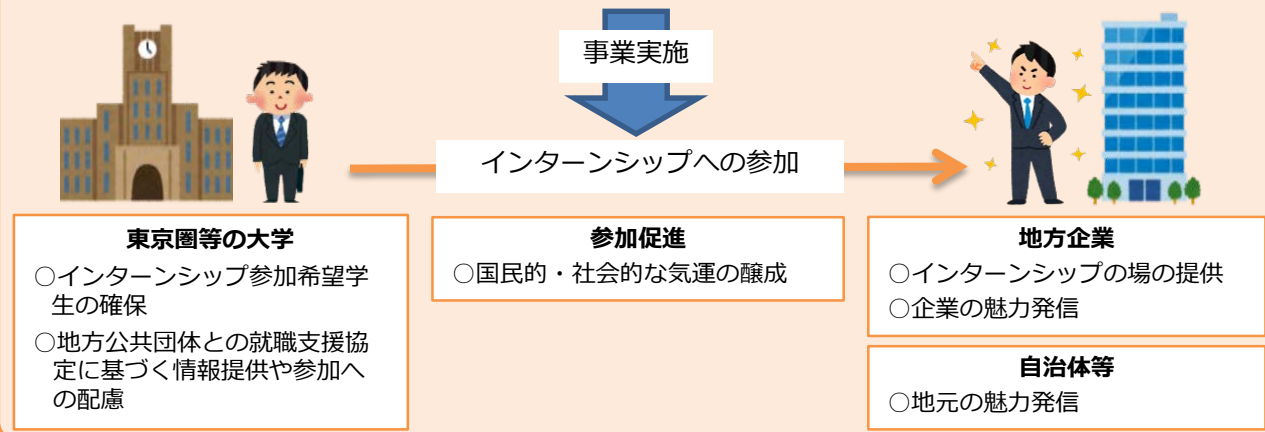 事業実施
インターンシップへの参加
東京圏等の大学
○インターンシップ参加希望学
生の確保
○地方公共団体との就職支援協
定に基づく情報提供や参加へ
の配慮
参加促進
○国民的・社会的な気運の醸成
地方企業
○インターンシップの場の提供
○企業の魅力発信
自治体等
○地元の魅力発信